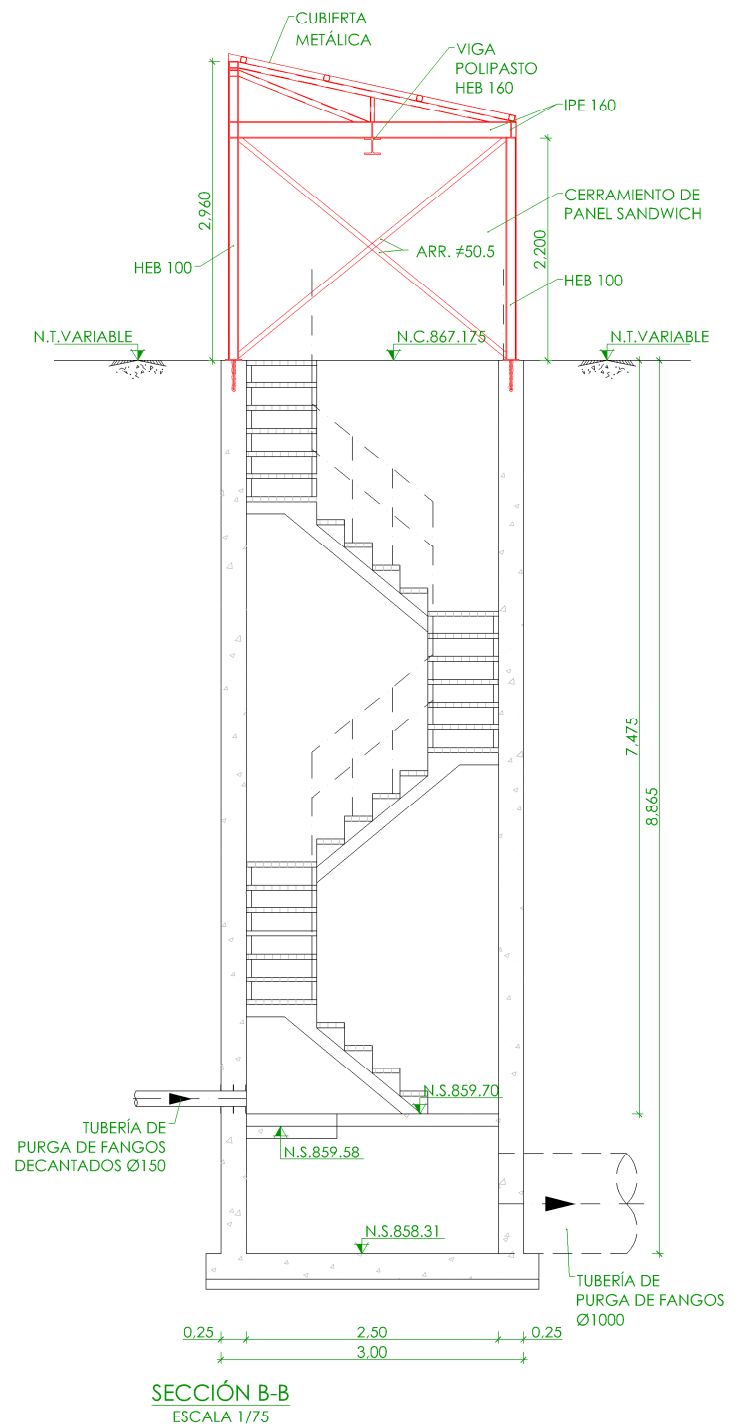 CUBIERTA
METÁLICA
VIGA
POLIPASTO
HEB 160
IPE 160
2,960
CERRAMIENTO DE
PANEL SANDWICH
ARR. ≠50.5
2,200
HEB 100
HEB 100
N.T.VARIABLE
N.C.867.175
N.T.VARIABLE
7,475
8,865
N.S.859.70
TUBERÍA DE
PURGA DE FANGOS
DECANTADOS Ø150
N.S.859.58
N.S.858.31
TUBERÍA DE
PURGA DE FANGOS
Ø1000
0,25 2,50 0,25
3,00
SECCIÓN B-B
ESCALA 1/75